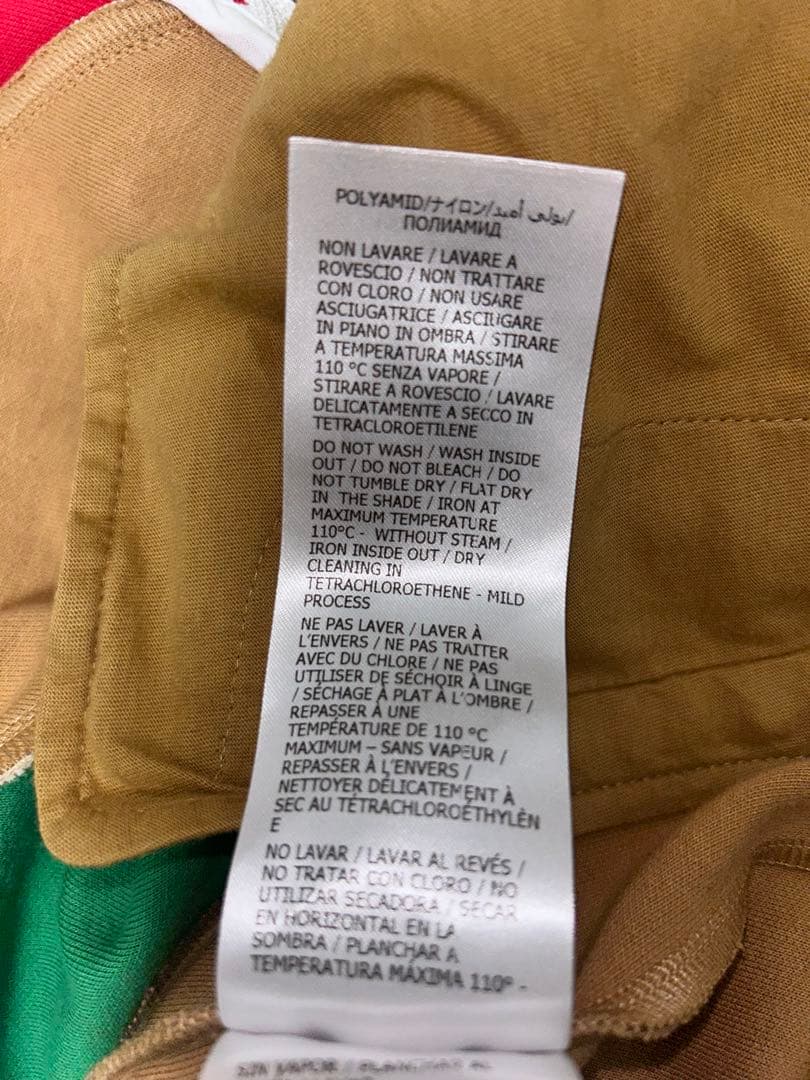 POLYAMID/ナイロン/بولي أميد/
ПОЛИАМИД
NON LAVARE / LAVARE A
ROVESCIO / NON TRATTARE
CON CLORO / NON USARE
ASCIUGATRICE / ASCIUGARE
IN PIANO IN OMBRA / STIRARE
A TEMPERATURA MASSIMA
110 °C SENZA VAPORE /
STIRARE A ROVESCIO / LAVARE
DELICATAMENTE A SECCO IN
TETRACLOROETILENE
DO NOT WASH / WASH INSIDE
OUT / DO NOT BLEACH / DO
NOT TUMBLE DRY / FLAT DRY
IN THE SHADE / IRON AT
MAXIMUM TEMPERATURE
110°C - WITHOUT STEAM /
IRON INSIDE OUT / DRY
CLEANING IN
TETRACHLOROETHENE - MILD
PROCESS
NE PAS LAVER / LAVER À
L'ENVERS / NE PAS TRAITER
AVEC DU CHLORE / NE PAS
UTILISER DE SÉCHOIR À LINGE
/ SÉCHAGE À PLAT À L'OMBRE /
REPASSER À UNE
TEMPÉRATURE DE 110 °C
MAXIMUM – SANS VAPEUR /
REPASSER À L'ENVERS /
NETTOYER DÉLICATEMENT À
SEC AU TÉTRACHLOROÉTHYLÈN
E
NO LAVAR / LAVAR AL REVÉS /
NO TRATAR CON CLORO / NO
UTILIZAR SECADORA / SECAR
EN HORIZONTAL EN LA
SOMBRA / PLANCHAR A
TEMPERATURA MÁXIMA 110º -
SIN VAPOR / PLANCHAR AL